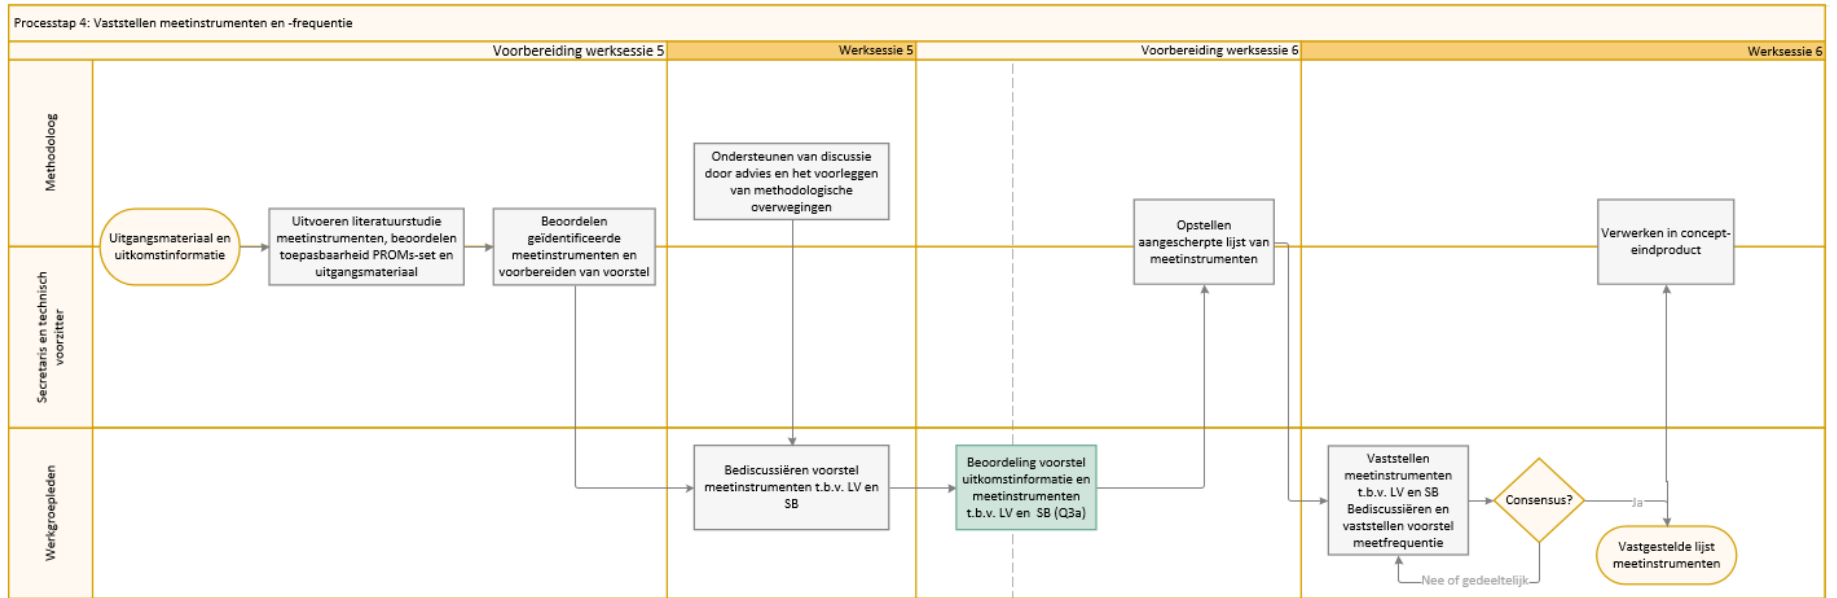 Processtap 4: Vaststellen meetinstrumenten en -frequentie
Voorbereiding werksessie 5
Werksessie 5
Voorbereiding werksessie 6
Werksessie 6
Methodoloog
Secretaris en technisch
voorzitter
Werkgroepleden
Uitgangsmateriaal en
uitkomstinformatie
Uitvoeren literatuurstudie
meetinstrumenten, beoordelen
toepasbaarheid PROMs-set en
uitgangsmateriaal
Beoordelen
geïdentificeerde
meetinstrumenten en
voorbereiden van voorstel
Ondersteunen van discussie
door advies en het voorleggen
van methodologische
overwegingen
Bediscussiëren voorstel
meetinstrumenten t.b.v. LV en
SB
Beoordeling voorstel
uitkomstinformatie en
meetinstrumenten
t.b.v. LV en  SB (Q3a)
Opstellen
aangescherpte lijst van
meetinstrumenten
Vaststellen
meetinstrumenten
t.b.v. LV en SB
Bediscussiëren en
vaststellen voorstel
meetfrequentie
Consensus?
Ja
Nee of gedeeltelijk
Verwerken in concept-
eindproduct
Vastgestelde lijst
meetinstrumenten